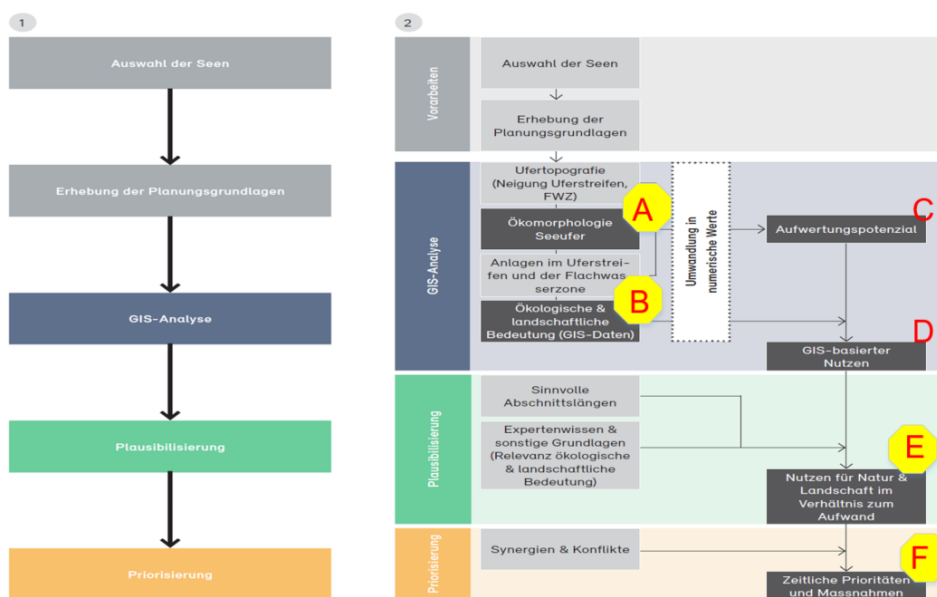 1
Auswahl der Seen
Erhebung der Planungsgrundlagen
GIS-Analyse
Plausibilisierung
Priorisierung
2
Vorarbeiten
Auswahl der Seen
Erhebung der
Planungsgrundlagen
GIS-Analyse
Ufertopografie
(Neigung Uferstreifen,
FWZ)
A
Ökomorphologie
Seeufer
Anlagen im Uferstrei-
fen und der Flachwas
serzone
B
Ökologische &
landschaftliche
Bedeutung (GIS-Daten)
Umwandlung in
numerische Werte
C
Aufwertungspotenzial
D
GIS-basierter
Nutzen
Plausibilisierung
Sinnvolle
Abschnittslängen
Expertenwissen &
sonstige Grundlagen
(Relevanz ökologische
& landschaftliche
Bedeutung)
E
Nutzen für Natur &
Landschaft im
Verhältnis zum
Aufwand
Priorisierung
Synergien & Konflikte
F
Zeitliche Prioritäten
und Massnahmen